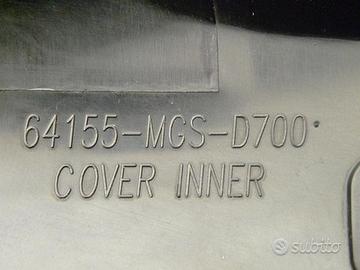 64155-MGS-D700
COVER INNER
subito